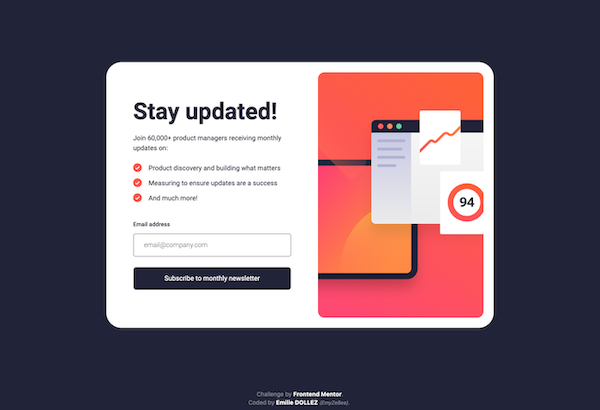 Stay updated!
Join 60,000+ product managers receiving monthly
updates on:
Product discovery and building what matters
Measuring to ensure updates are a success
And much more!
Email address
email@company.com
Subscribe to monthly newsletter
94
Challenge by Frontend Mentor
Coded by Emilie DOLLEZ (EmyZedlea).